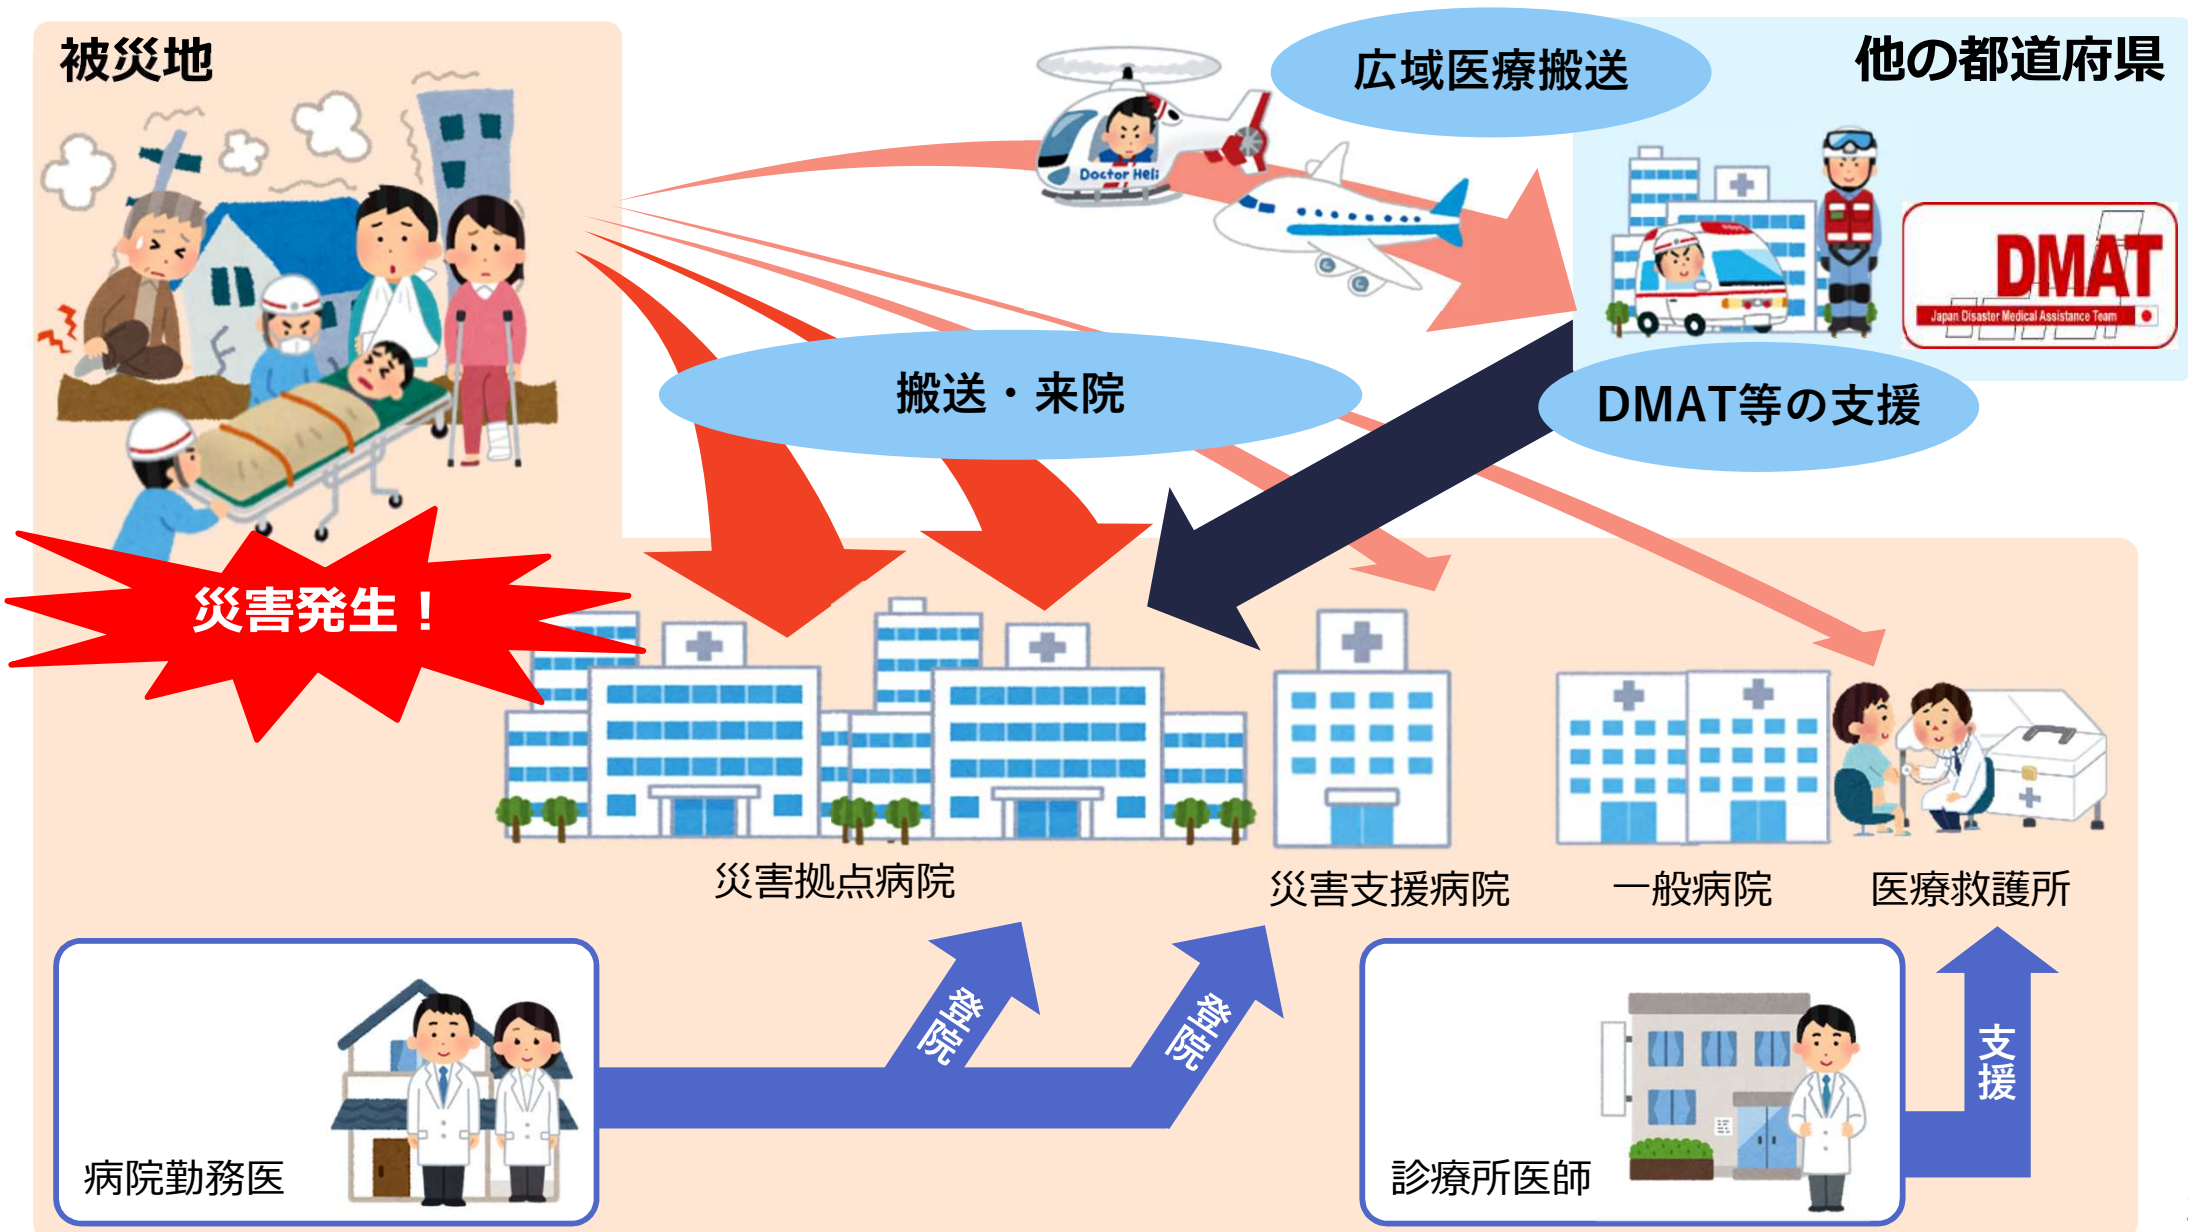 被災地
広域医療搬送
他の都道府県
Doctor Heli
DMAT
Japan Disaster Medical Assistance Team
搬送・来院
DMAT等の支援
災害発生！
災害拠点病院
災害支援病院
一般病院
医療救護所
登院
登院
支援
病院勤務医
診療所医師